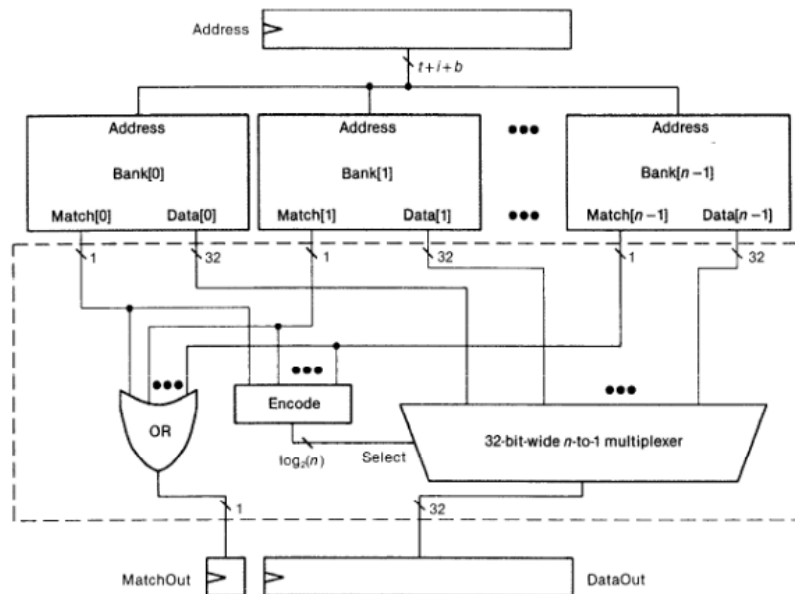 Address
t+i+b
Address Address ●●● Address
Bank[0] Bank[1] Bank[n−1]
Match[0] Data[0] Match[1] Data[1] ●●● Match[n−1] Data[n−1]
1 32 1 32 1 32
●●● ●●● ●●●
OR Encode 32-bit-wide n-to-1 multiplexer
log₂(n) Select
1 32
MatchOut DataOut